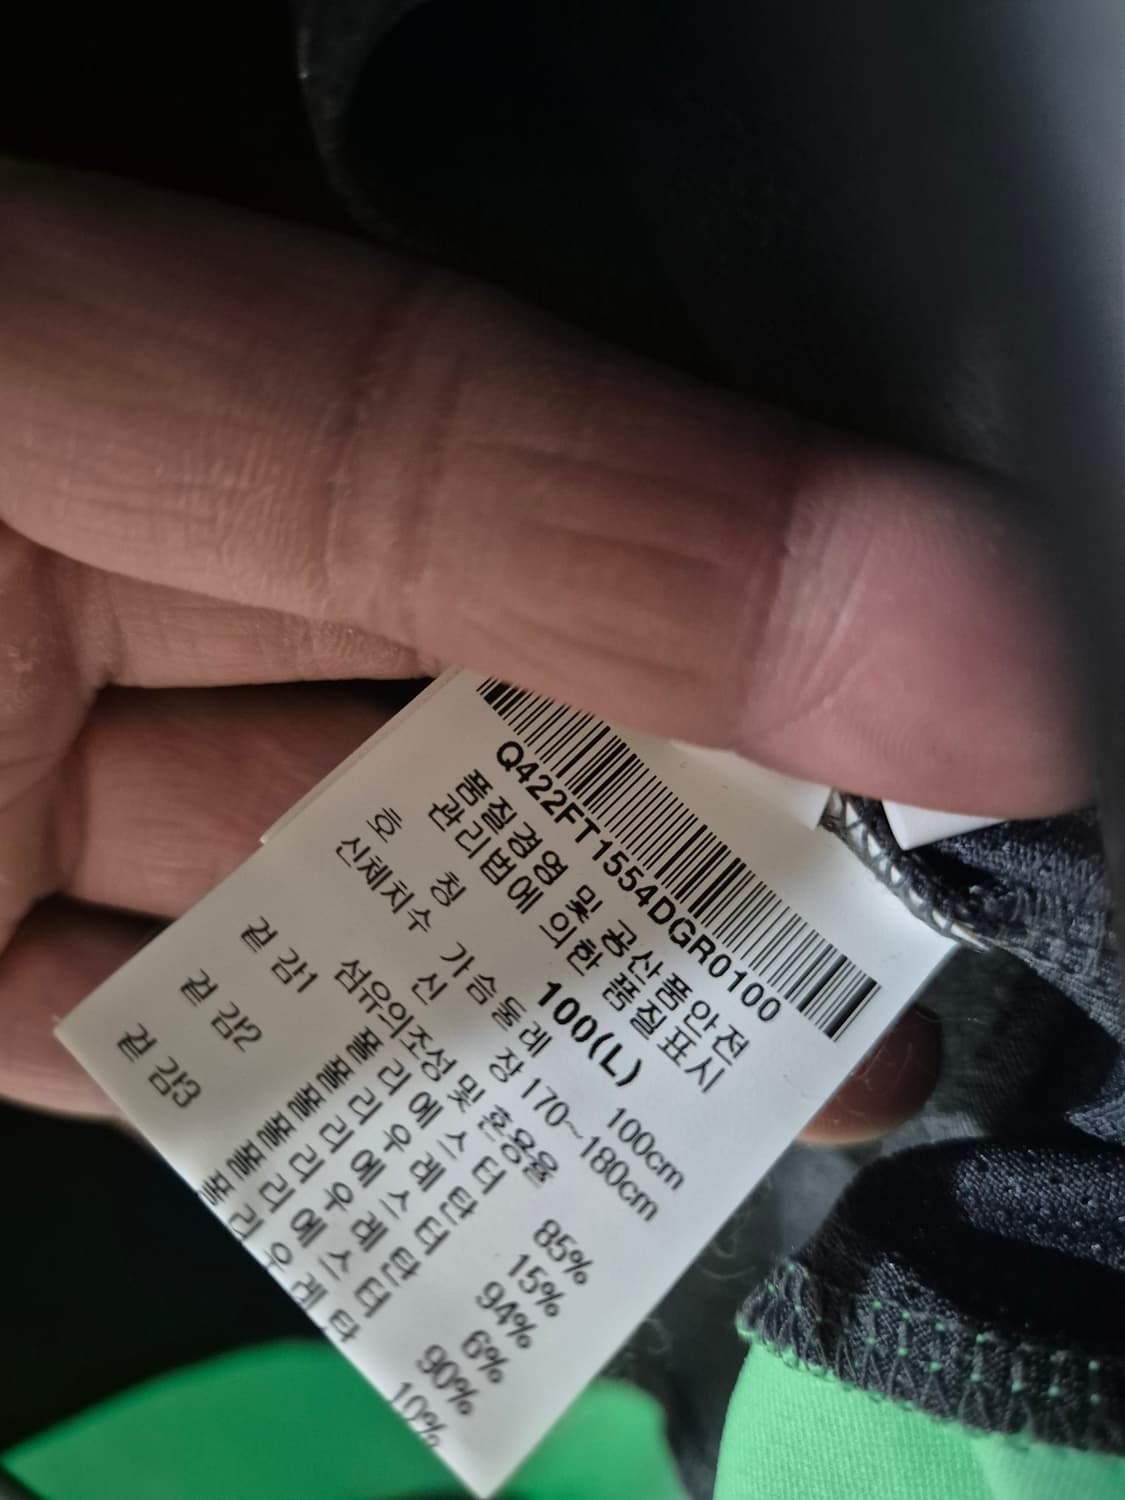 Q422FT1554DGR0100
품질경영 및 공산품안전
관리법에 의한 품질표시
호 칭 100(L)
신체치수 가슴둘레 100cm
신 장 170~180cm
섬유의조성 및 혼용율
겉감1 폴리에스터 85%
폴리우레탄 15%
겉감2 폴리에스터 94%
폴리우레탄 6%
겉감3 폴리에스터 90%
폴리우레탄 10%